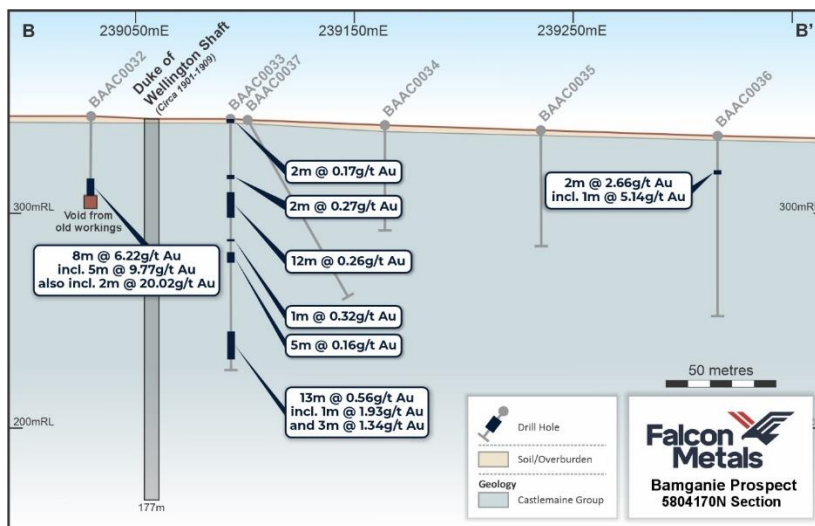 B
239050mE
239150mE
239250mE
B'
BAAC0032
Duke of
Wellington Shaft
(Circa 1901-1909)
BAAC0033
BAAC0037
BAAC0034
BAAC0035
BAAC0036
2m @ 0.17g/t Au
2m @ 0.27g/t Au
2m @ 2.66g/t Au
incl. 1m @ 5.14g/t Au
300mRL
300mR
Void from
old workings
8m @ 6.22g/t Au
incl. 5m @ 9.77g/t Au
also incl. 2m @ 20.02g/t Au
12m @ 0.26g/t Au
1m @ 0.32g/t Au
5m @ 0.16g/t Au
50 metres
13m @ 0.56g/t Au
incl. 1m @ 1.93g/t Au
and 3m @ 1.34g/t Au
200mRL
177m
Drill Hole
Soil/Overburden
Geology
Castlemaine Group
Falcon
Metals
Bamganie Prospect
5804170N Section